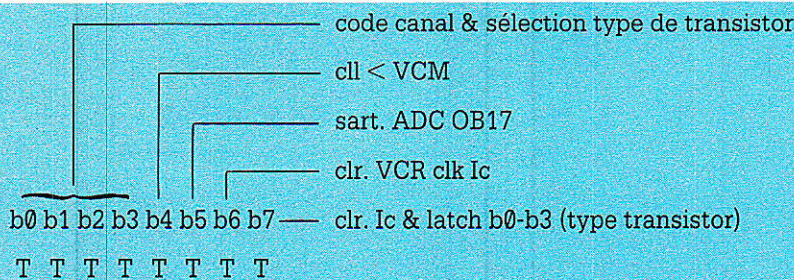 code canal & sélection type de transistor
cll < VCM
sart. ADC OB17
clr. VCR clk Ic
b0 b1 b2 b3 b4 b5 b6 b7 clr. Ic & latch b0-b3 (type transistor)
T T T T T T T T